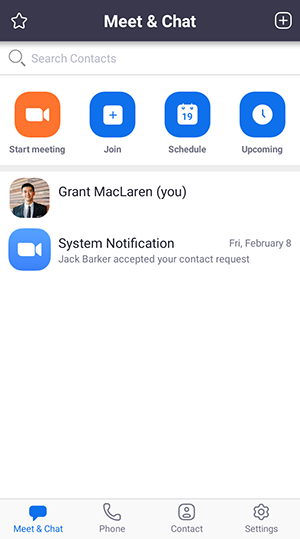 Meet & Chat
Search Contacts
Start meeting
Join
19
Schedule
Upcoming
Grant MacLaren (you)
System Notification
Fri, February 8
Jack Barker accepted your contact request
Meet & Chat
Phone
Contact
Settings